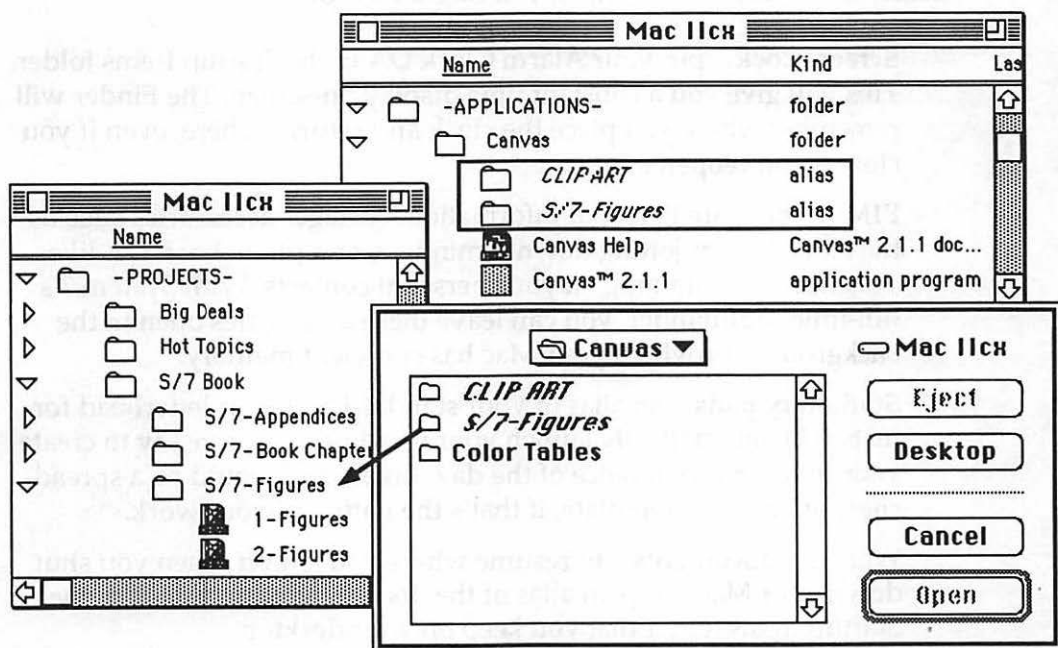 Mac IIcx
Name Kind Las
-APPLICATIONS- folder
Canvas folder
CLIP ART alias
S/7-Figures alias
Canvas Help Canvas™ 2.1.1 doc...
Canvas™ 2.1.1 application program
Mac IIcx
Name
-PROJECTS-
Big Deals
Hot Topics
S/7 Book
S/7-Appendices
S/7-Book Chapter
S/7-Figures
1-Figures
2-Figures
Canvas
CLIP ART
S/7-Figures
Color Tables
Mac IIcx
Eject
Desktop
Cancel
Open